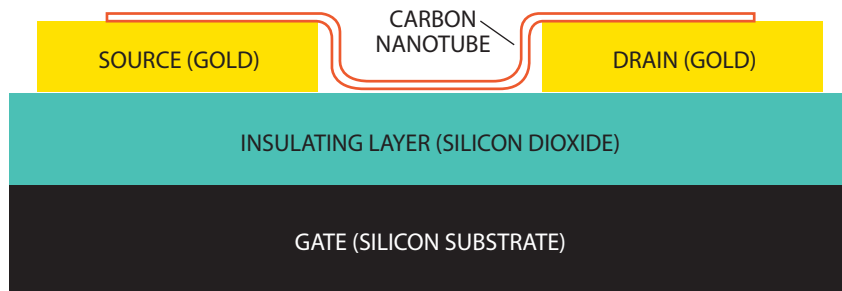 CARBON
NANOTUBE
SOURCE (GOLD)
DRAIN (GOLD)
INSULATING LAYER (SILICON DIOXIDE)
GATE (SILICON SUBSTRATE)